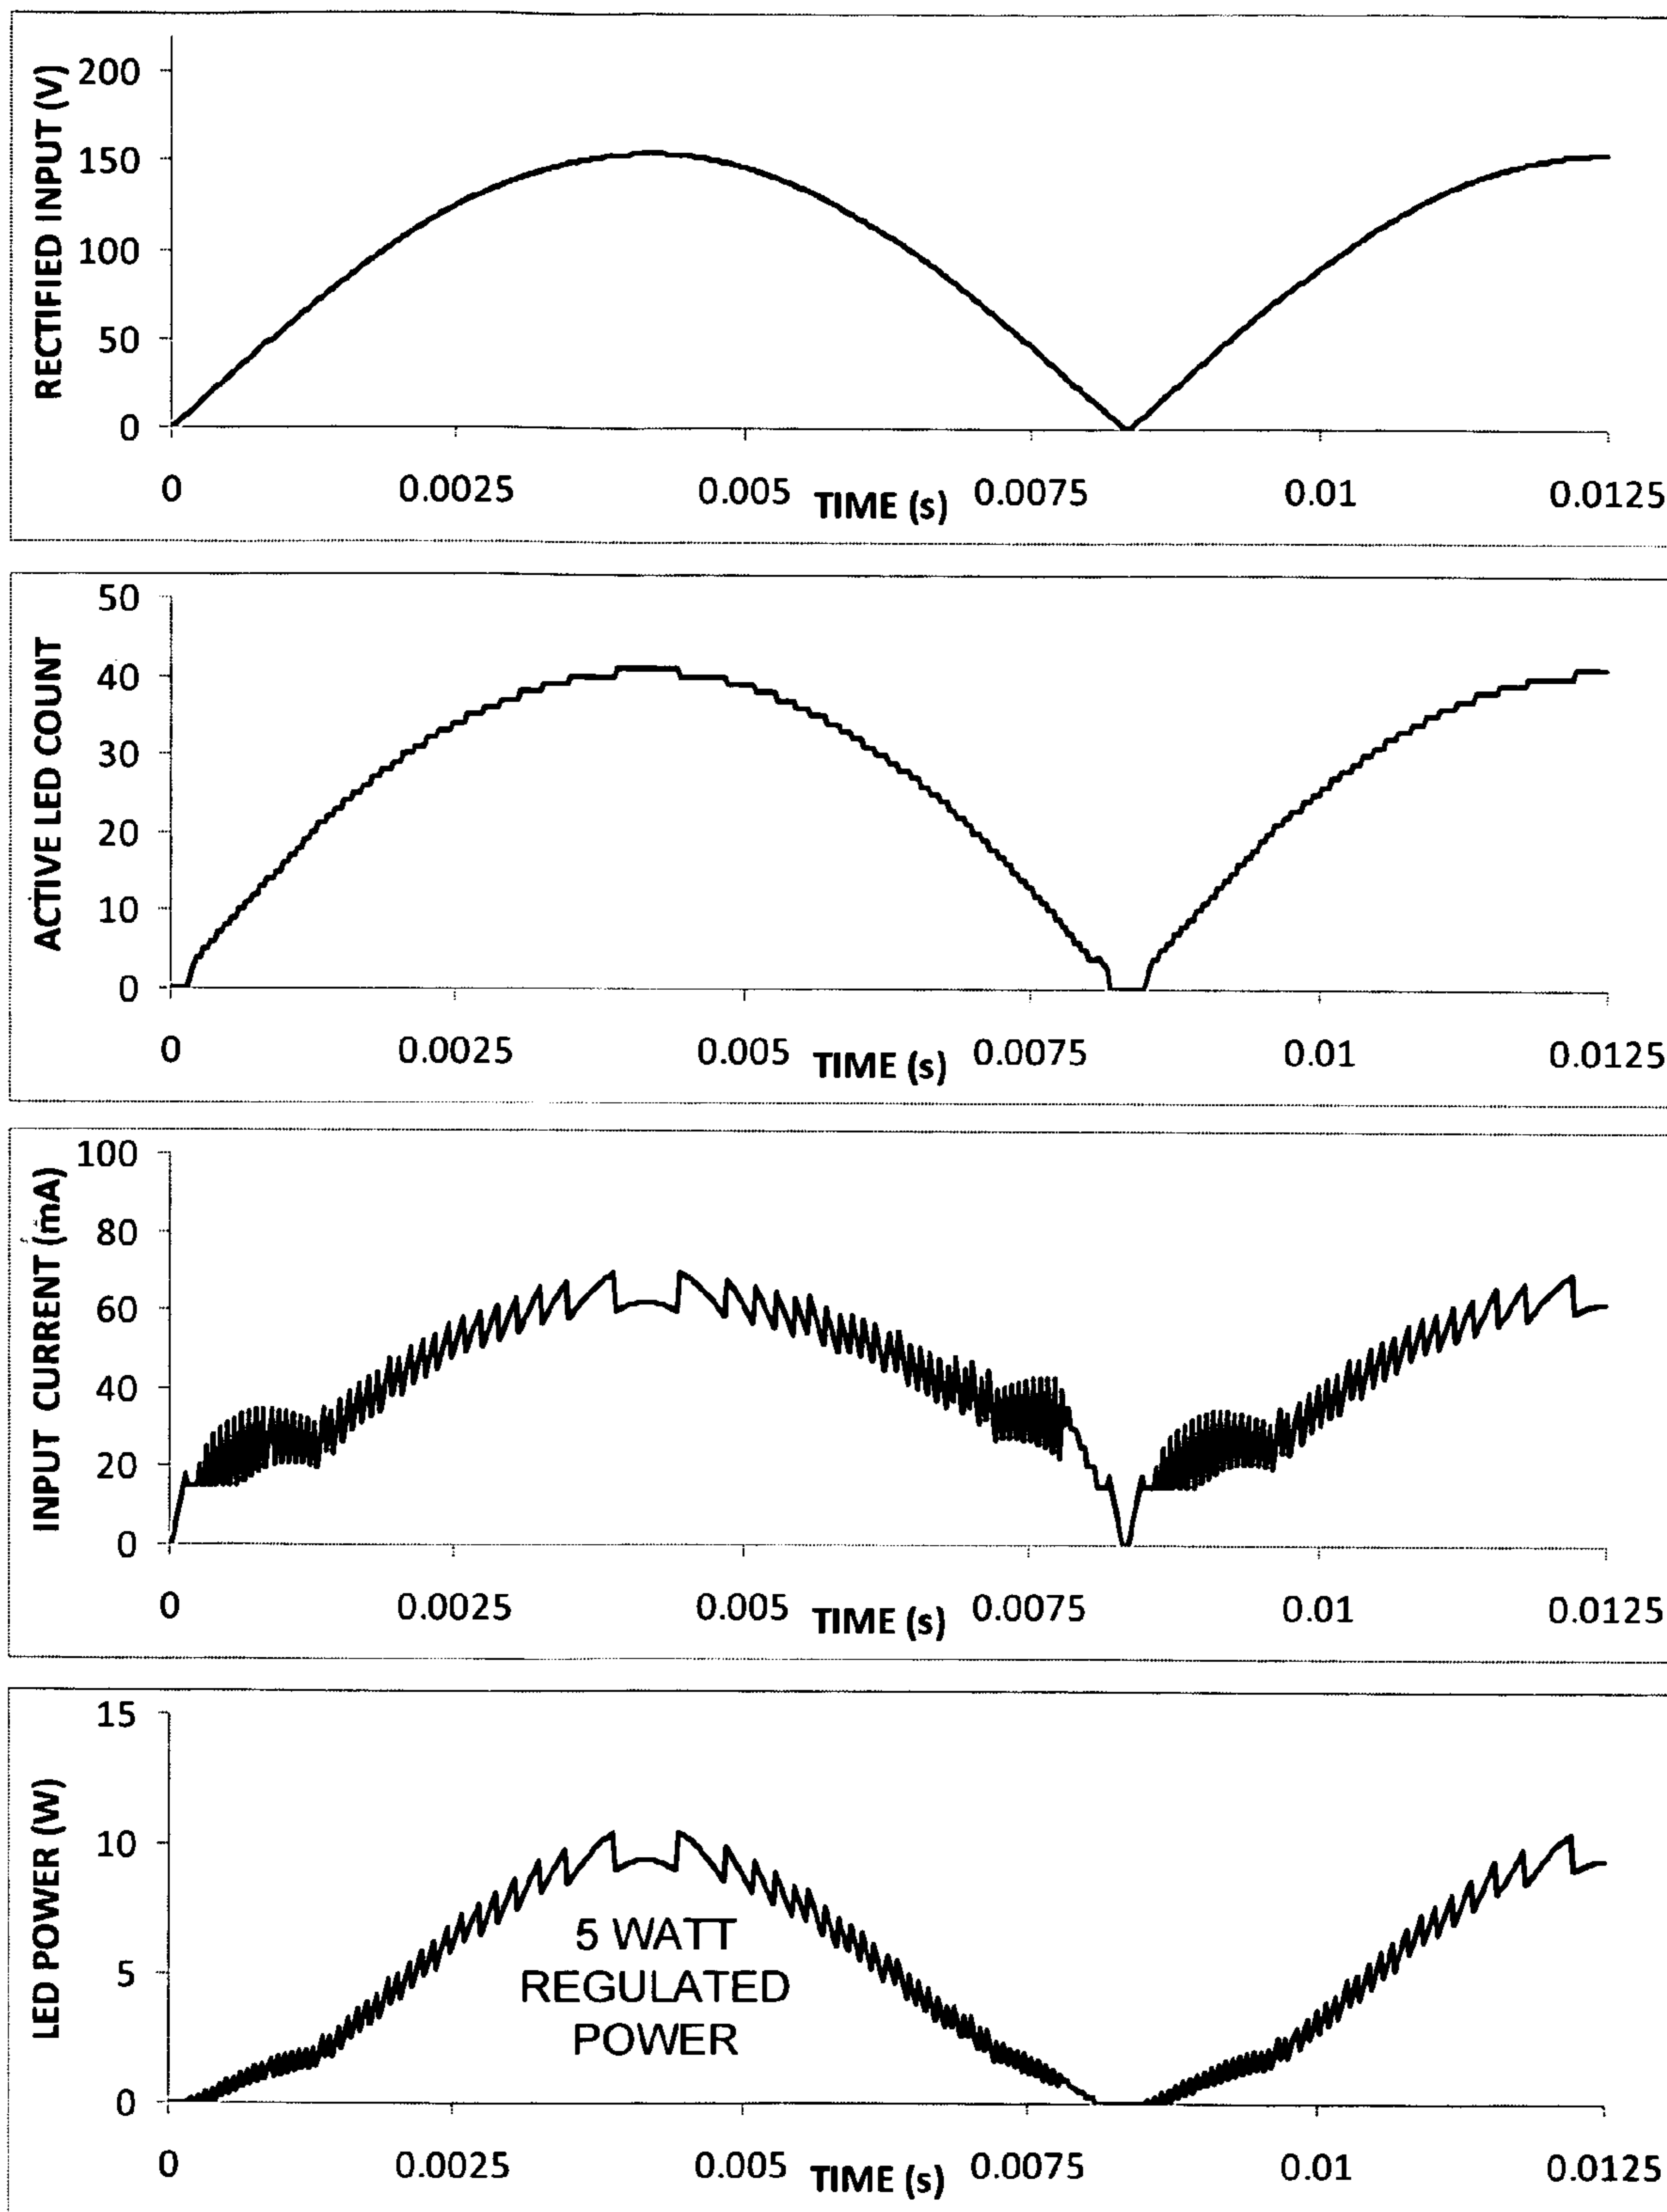 RECTIFIED INPUT (V)
200
150
100
50
0
0 0.0025 0.005 0.0075 0.01 0.0125
TIME (s)
ACTIVE LED COUNT
50
40
30
20
10
0
0 0.0025 0.005 0.0075 0.01 0.0125
TIME (s)
INPUT CURRENT (mA)
100
80
60
40
20
0
0 0.0025 0.005 0.0075 0.01 0.0125
TIME (s)
LED POWER (W)
15
10
5
0
5 WATT
REGULATED
POWER
0 0.0025 0.005 0.0075 0.01 0.0125
TIME (s)